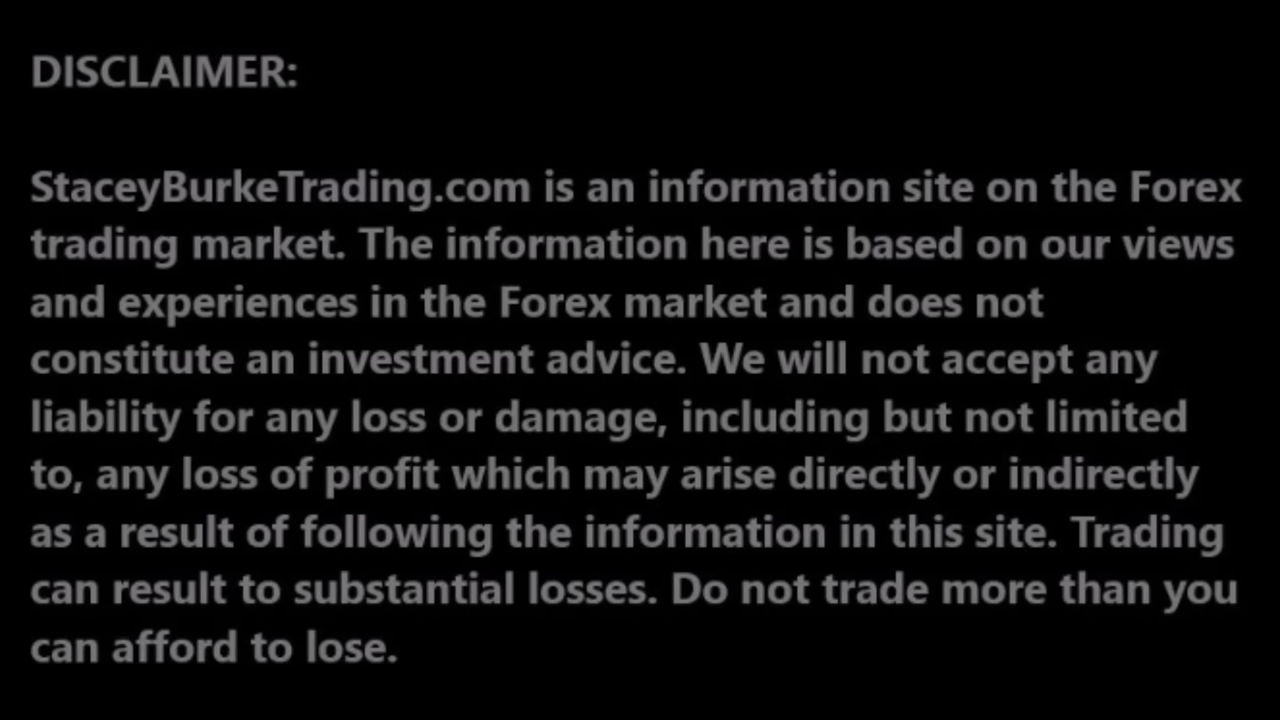 DISCLAIMER:
StaceyBurkeTrading.com is an information site on the Forex
trading market. The information here is based on our views
and experiences in the Forex market and does not
constitute an investment advice. We will not accept any
liability for any loss or damage, including but not limited
to, any loss of profit which may arise directly or indirectly
as a result of following the information in this site. Trading
can result to substantial losses. Do not trade more than you
can afford to lose.